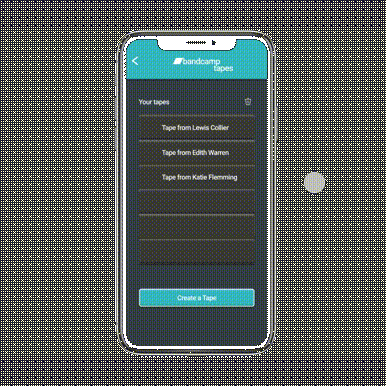 bandcamp
tapes
Your tapes
Tape from Lewis Collier
Tape from Edith Warren
Tape from Katie Flemming
Create a Tape